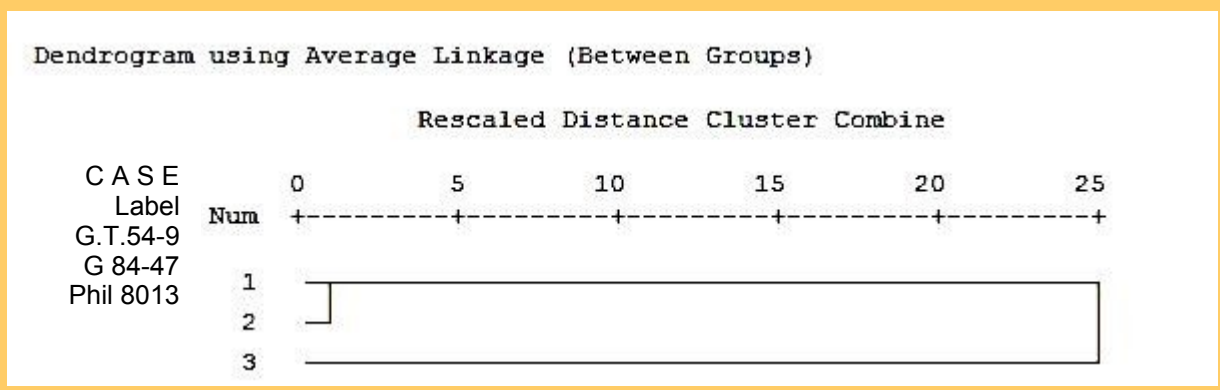 Dendrogram using Average Linkage (Between Groups)
Rescaled Distance Cluster Combine
C A S E
Label
G.T.54-9
G 84-47
Phil 8013
0 5 10 15 20 25
Num +---------+---------+---------+---------+---------+
1
2
3